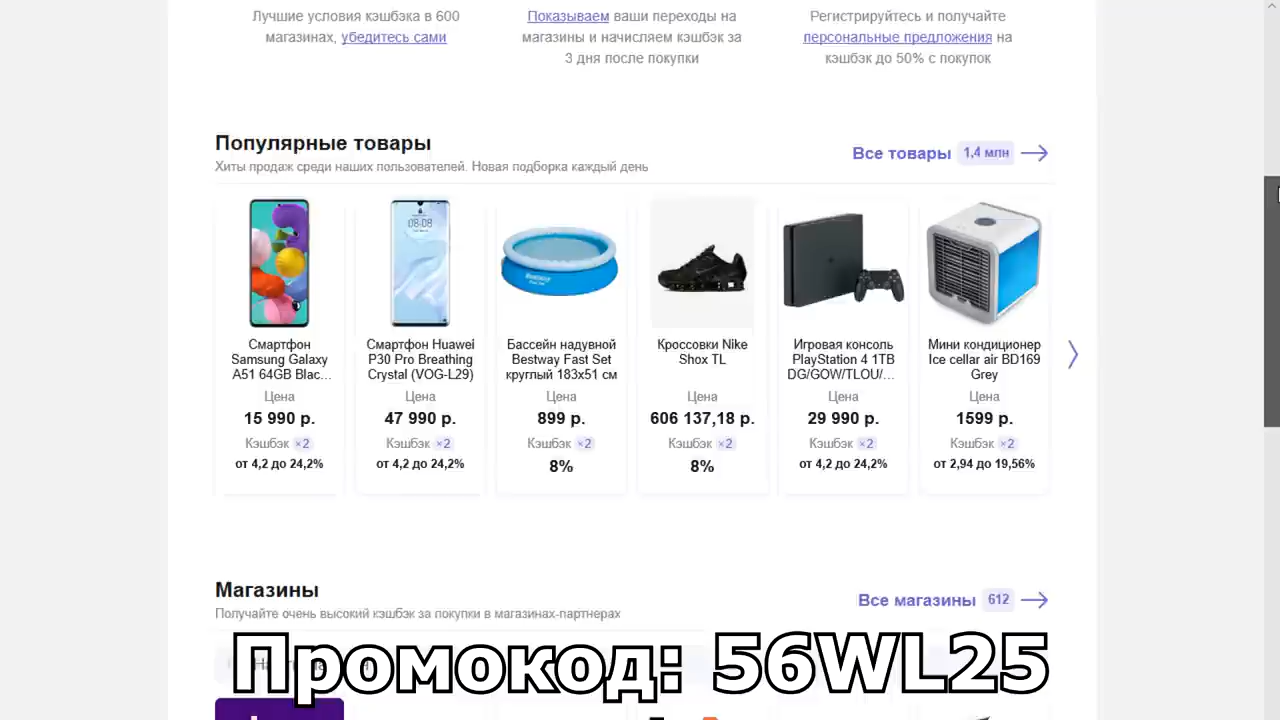 Лучшие условия кэшбэка в 600
магазинах, убедитесь сами
Показываем ваши переходы на
магазины и начисляем кэшбэк за
3 дня после покупки
Регистрируйтесь и получайте
персональные предложения на
кэшбэк до 50% с покупок
Популярные товары
Хиты продаж среди наших пользователей. Новая подборка каждый день
Все товары 1,4 млн
08:08
Bestway
Смартфон
Samsung Galaxy
A51 64GB Blac...
Цена
15 990 р.
Кэшбэк ×2
от 4,2 до 24,2%
Смартфон Huawei
P30 Pro Breathing
Crystal (VOG-L29)
Цена
47 990 р.
Кэшбэк ×2
от 4,2 до 24,2%
Бассейн надувной
Bestway Fast Set
круглый 183х51 см
Цена
899 р.
Кэшбэк ×2
8%
Кроссовки Nike
Shox TL
Цена
606 137,18 р.
Кэшбэк ×2
8%
Игровая консоль
PlayStation 4 1TB
DG/GOW/TLOU/...
Цена
29 990 р.
Кэшбэк ×2
от 4,2 до 24,2%
Мини кондиционер
Ice cellar air BD169
Grey
Цена
1599 р.
Кэшбэк ×2
от 2,94 до 19,56%
Магазины
Получайте очень высокий кэшбэк за покупки в магазинах-партнерах
Все магазины 612
Промокод: 56WL25